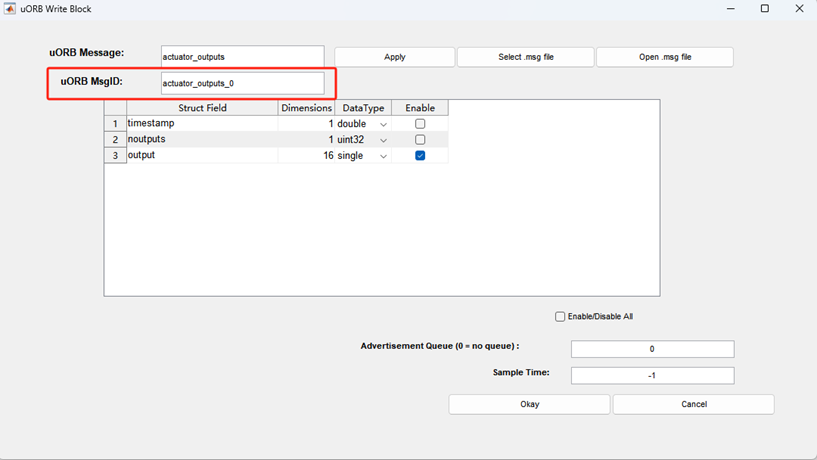 uORB Write Block
uORB Message: actuator_outputs Apply Select .msg file Open .msg file
uORB MsgID: actuator_outputs_0
Struct Field Dimensions DataType Enable
1 timestamp 1 double
2 noutputs 1 uint32
3 output 16 single
Enable/Disable All
Advertisement Queue (0 = no queue) : 0
Sample Time: -1
Okay Cancel